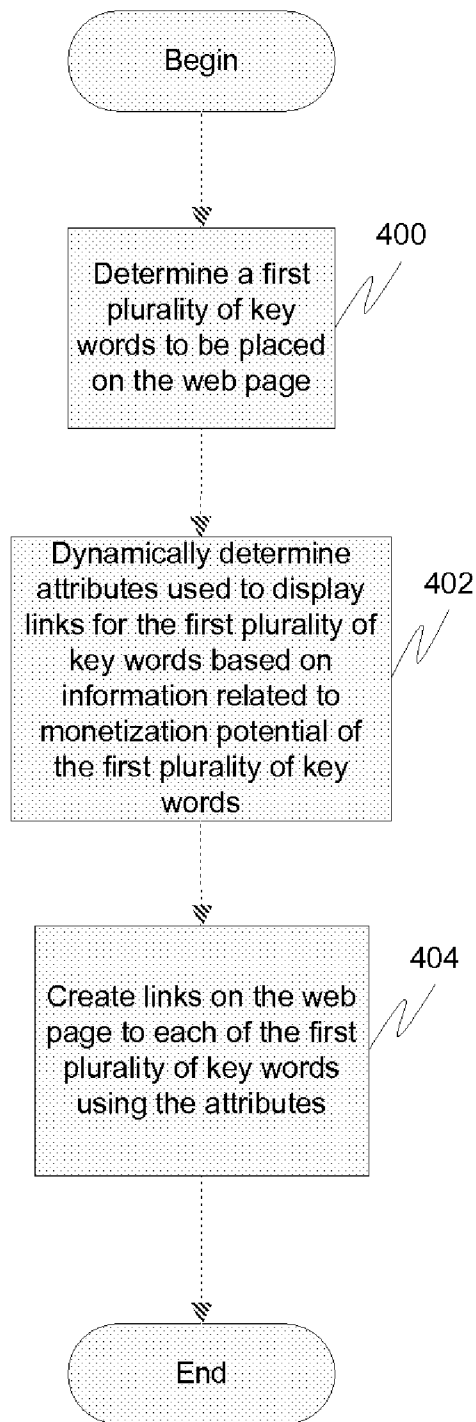 Begin
400
Determine a first
plurality of key
words to be placed
on the web page
402
Dynamically determine
attributes used to display
links for the first plurality of
key words based on
information related to
monetization potential of
the first plurality of key
words
404
Create links on the web
page to each of the first
plurality of key words
using the attributes
End